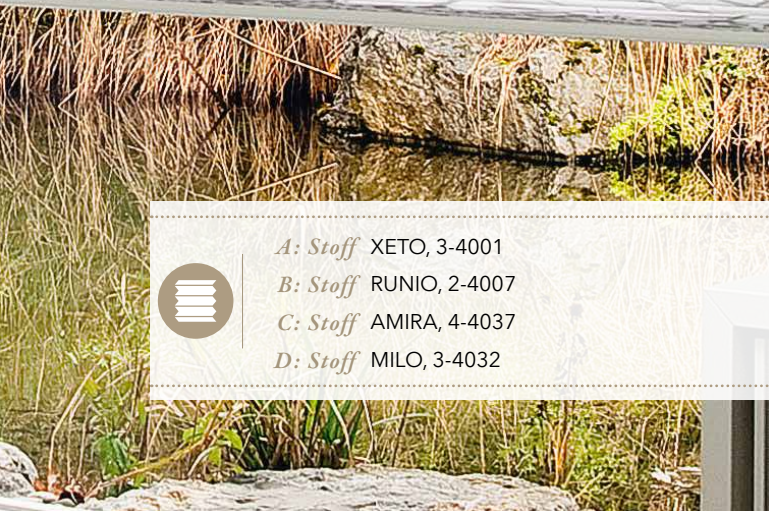 A: Stoff XETO, 3-4001
B: Stoff RUNIO, 2-4007
C: Stoff AMIRA, 4-4037
D: Stoff MILO, 3-4032